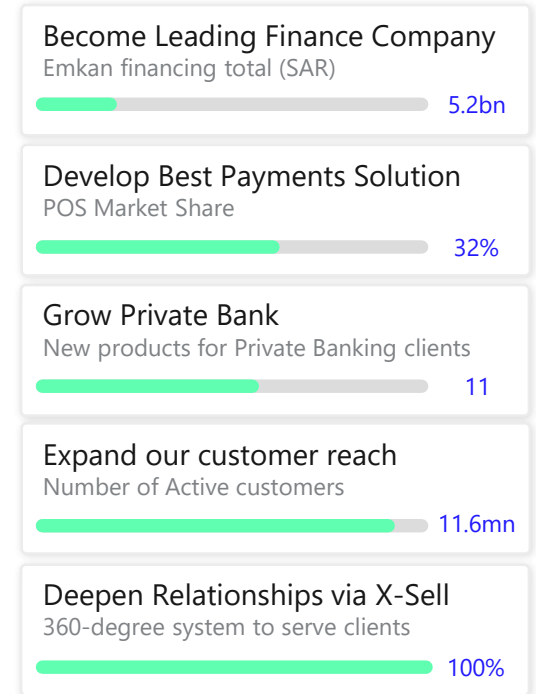 Become Leading Finance Company
Emkan financing total (SAR)
5.2bn
Develop Best Payments Solution
POS Market Share
32%
Grow Private Bank
New products for Private Banking clients
11
Expand our customer reach
Number of Active customers
11.6mn
Deepen Relationships via X-Sell
360-degree system to serve clients
100%